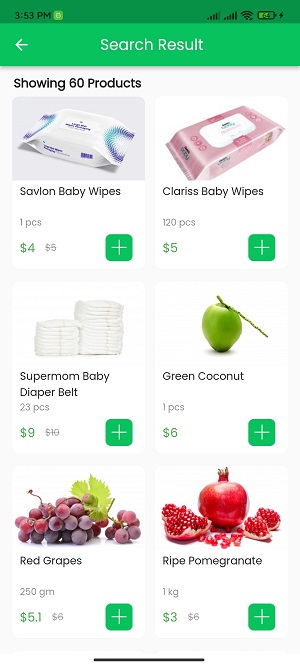 3:53 PM
Search Result
Showing 60 Products
Savlon Baby Wipes
1 pcs
$4 $5
Clariss Baby Wipes
120 pcs
$5
Supermom Baby
Diaper Belt
23 pcs
$9 $10
Green Coconut
1 pcs
$6
Red Grapes
250 gm
$5.1 $6
Ripe Pomegranate
1 kg
$3 $6